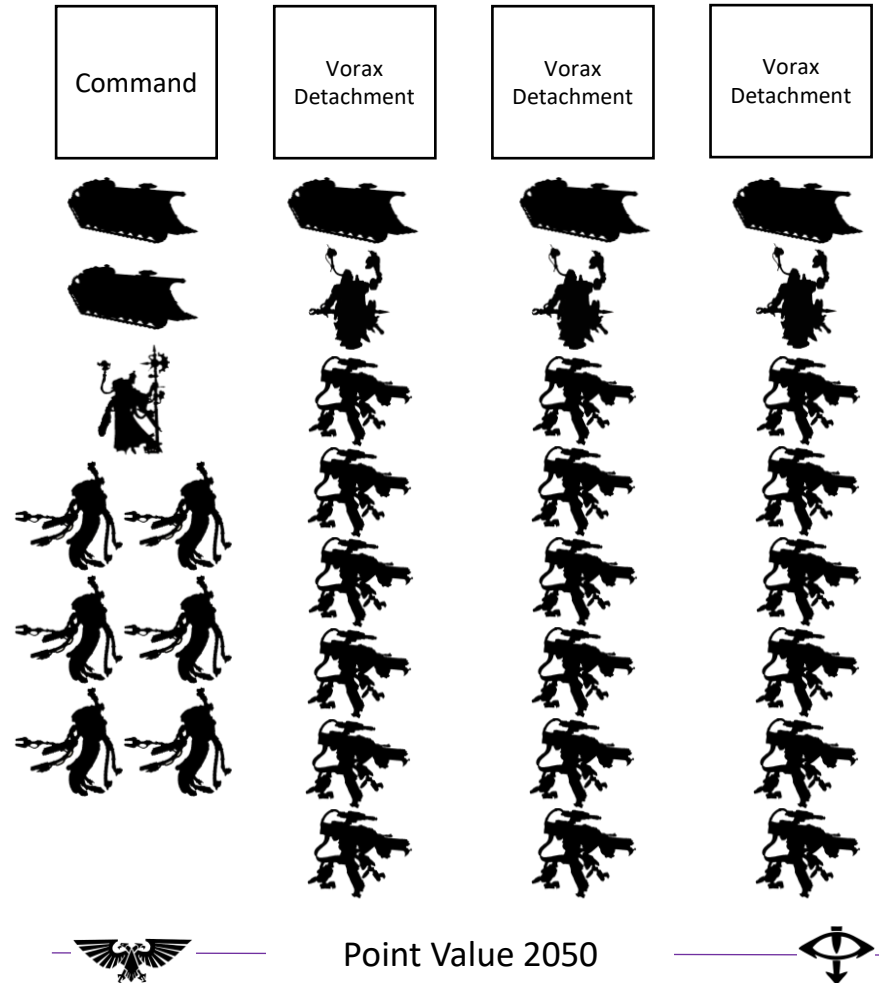 Command
Vorax
Detachment
Vorax
Detachment
Vorax
Detachment
Point Value 2050